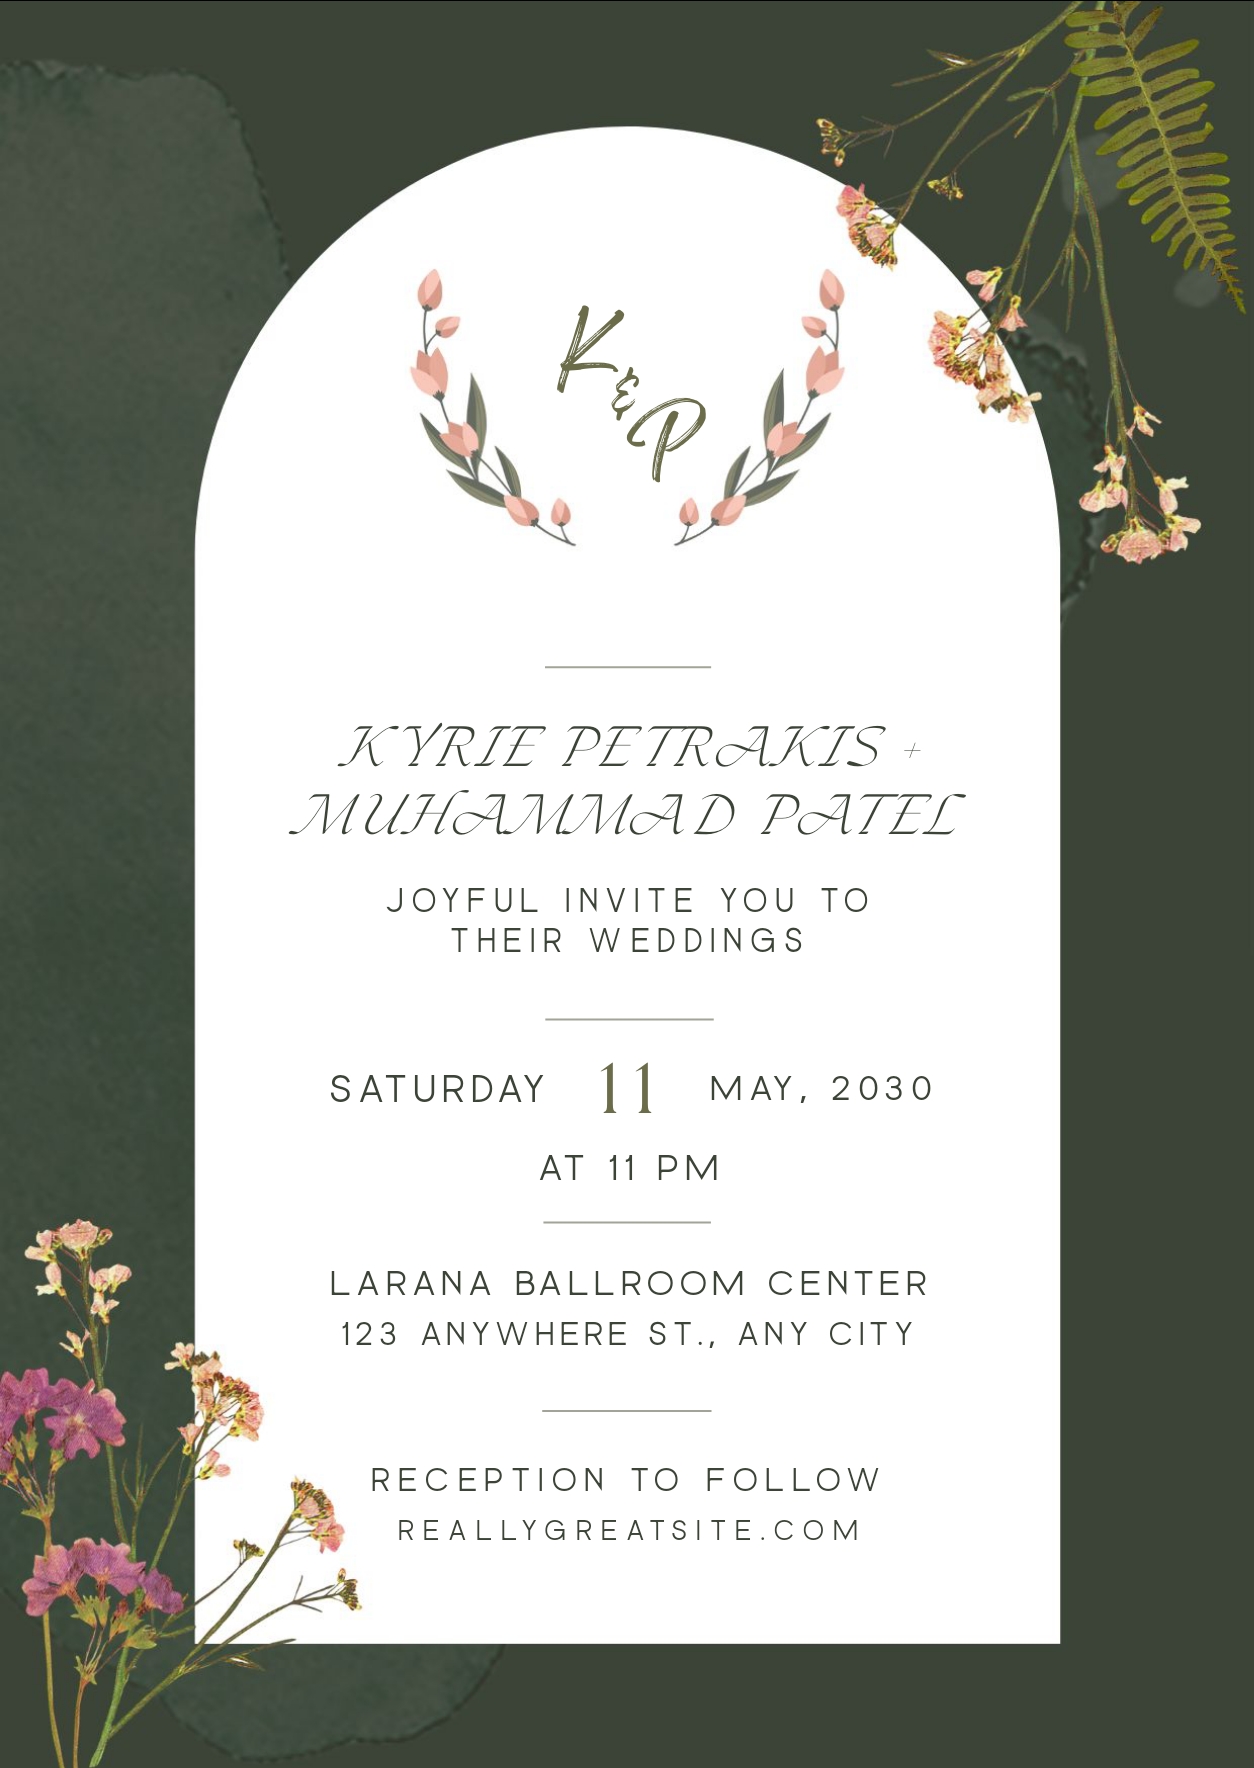 K
&
P
KYRIE PETRAKIS +
MUHAMMAD PATEL
JOYFUL INVITE YOU TO
THEIR WEDDINGS
SATURDAY 11 MAY, 2030
AT 11 PM
LARANA BALLROOM CENTER
123 ANYWHERE ST., ANY CITY
RECEPTION TO FOLLOW
REALLYGREATSITE.COM